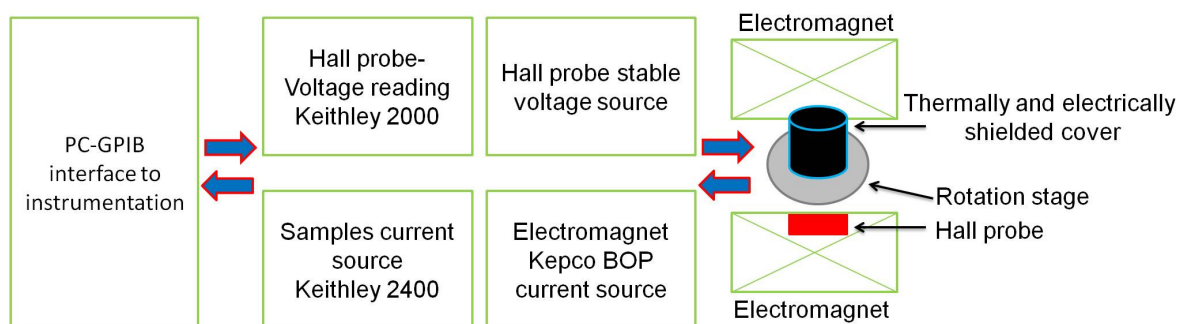 PC-GPIB
interface to
instrumentation
Hall probe-
Voltage reading
Keithley 2000
Hall probe stable
voltage source
Samples current
source
Keithley 2400
Electromagnet
Kepco BOP
current source
Electromagnet
Thermally and electrically
shielded cover
Rotation stage
Hall probe
Electromagnet